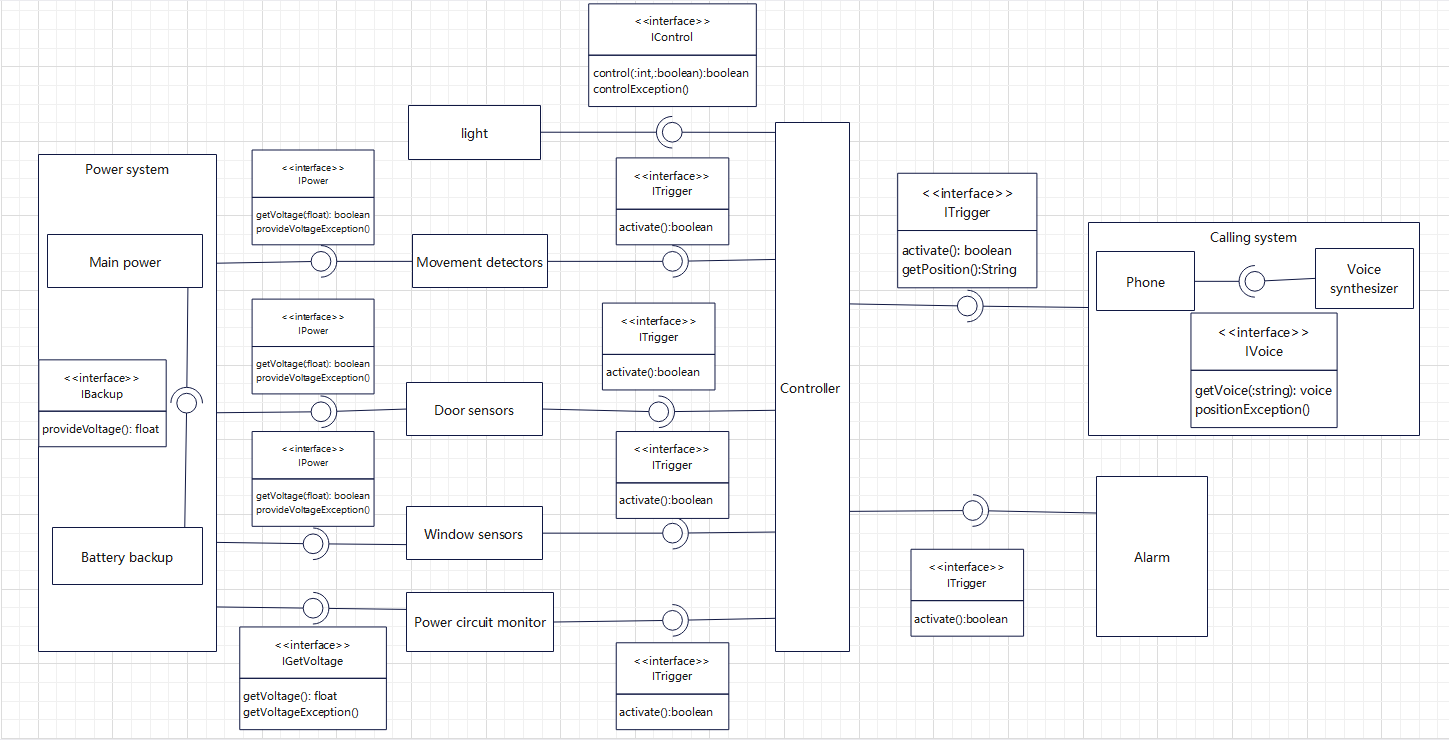 <<interface>>
IControl
control(:int,:boolean):boolean
controlException()
light
Power system
<<interface>>
IPower
getVoltage(float): boolean
provideVoltageException()
<<interface>>
ITrigger
activate():boolean
<<interface>>
ITrigger
activate(): boolean
getPosition():String
Main power
Movement detectors
Calling system
Phone
Voice
synthesizer
<<interface>>
IVoice
getVoice(:string): voice
positionException()
<<interface>>
IPower
getVoltage(float): boolean
provideVoltageException()
<<interface>>
ITrigger
activate():boolean
<<interface>>
IBackup
provideVoltage(): float
Door sensors
Controller
<<interface>>
IPower
getVoltage(float): boolean
provideVoltageException()
<<interface>>
ITrigger
activate():boolean
Battery backup
Window sensors
<<interface>>
ITrigger
activate():boolean
Alarm
Power circuit monitor
<<interface>>
IGetVoltage
getVoltage(): float
getVoltageException()
<<interface>>
ITrigger
activate():boolean